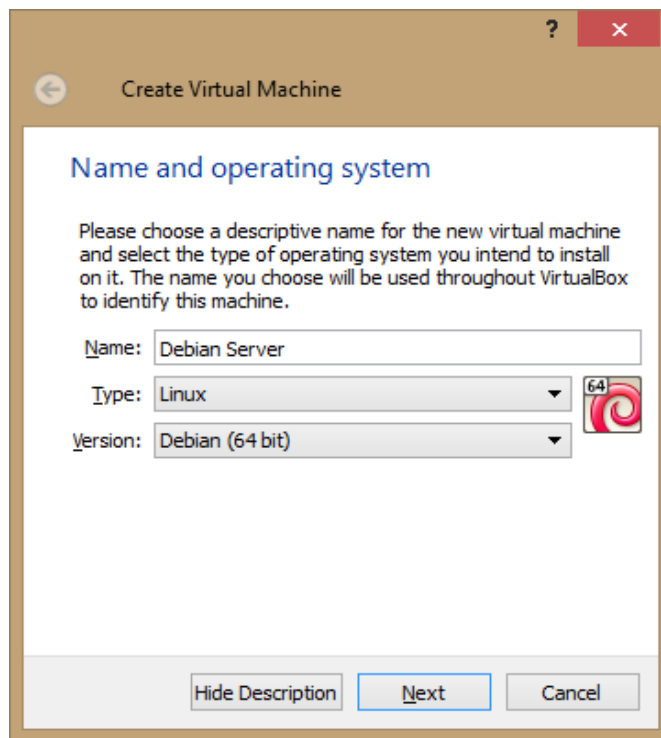 ?
Create Virtual Machine
Name and operating system
Please choose a descriptive name for the new virtual machine
and select the type of operating system you intend to install
on it. The name you choose will be used throughout VirtualBox
to identify this machine.
Name: Debian Server
Type: Linux
64
Version: Debian (64 bit)
Hide Description Next Cancel